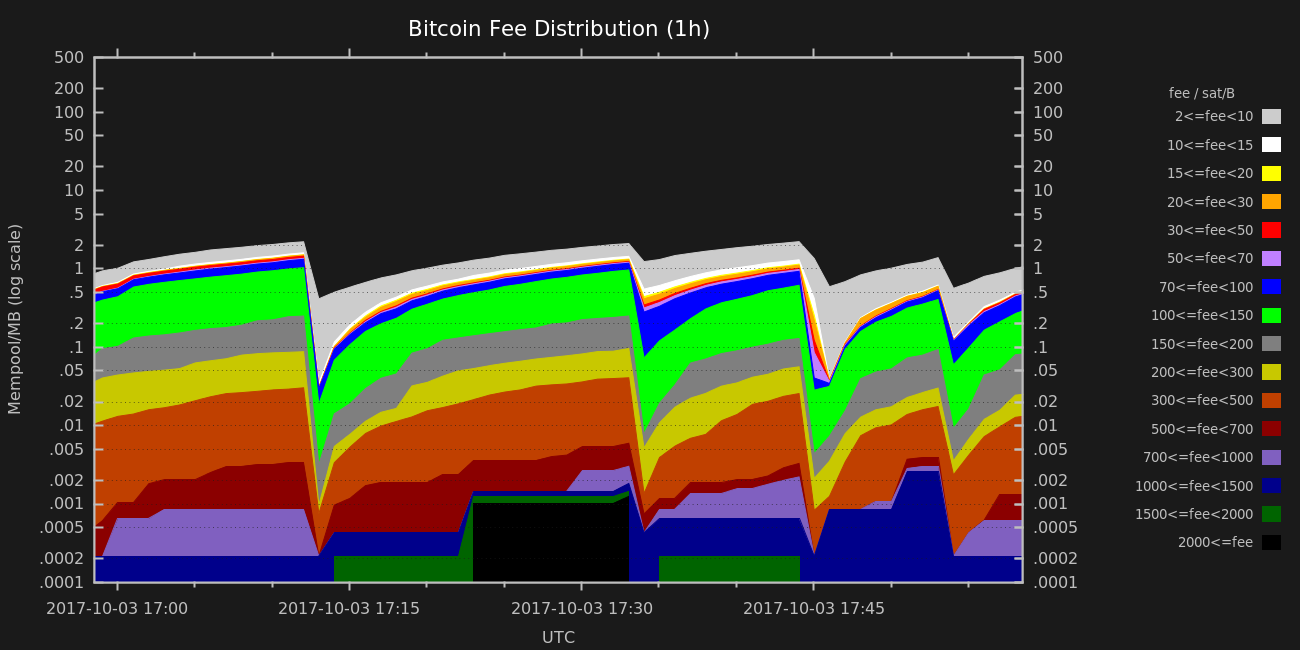 Bitcoin Fee Distribution (1h)
500
200
100
50
20
10
5
2
1
.5
.2
.1
.05
.02
.01
.005
.002
.001
.0005
.0002
.0001
Mempool/MB (log scale)
500
200
100
50
20
10
5
2
1
.5
.2
.1
.05
.02
.01
.005
.002
.001
.0005
.0002
.0001
2017-10-03 17:00 2017-10-03 17:15 2017-10-03 17:30 2017-10-03 17:45
UTC
fee / sat/B
2<=fee<10
10<=fee<15
15<=fee<20
20<=fee<30
30<=fee<50
50<=fee<70
70<=fee<100
100<=fee<150
150<=fee<200
200<=fee<300
300<=fee<500
500<=fee<700
700<=fee<1000
1000<=fee<1500
1500<=fee<2000
2000<=fee